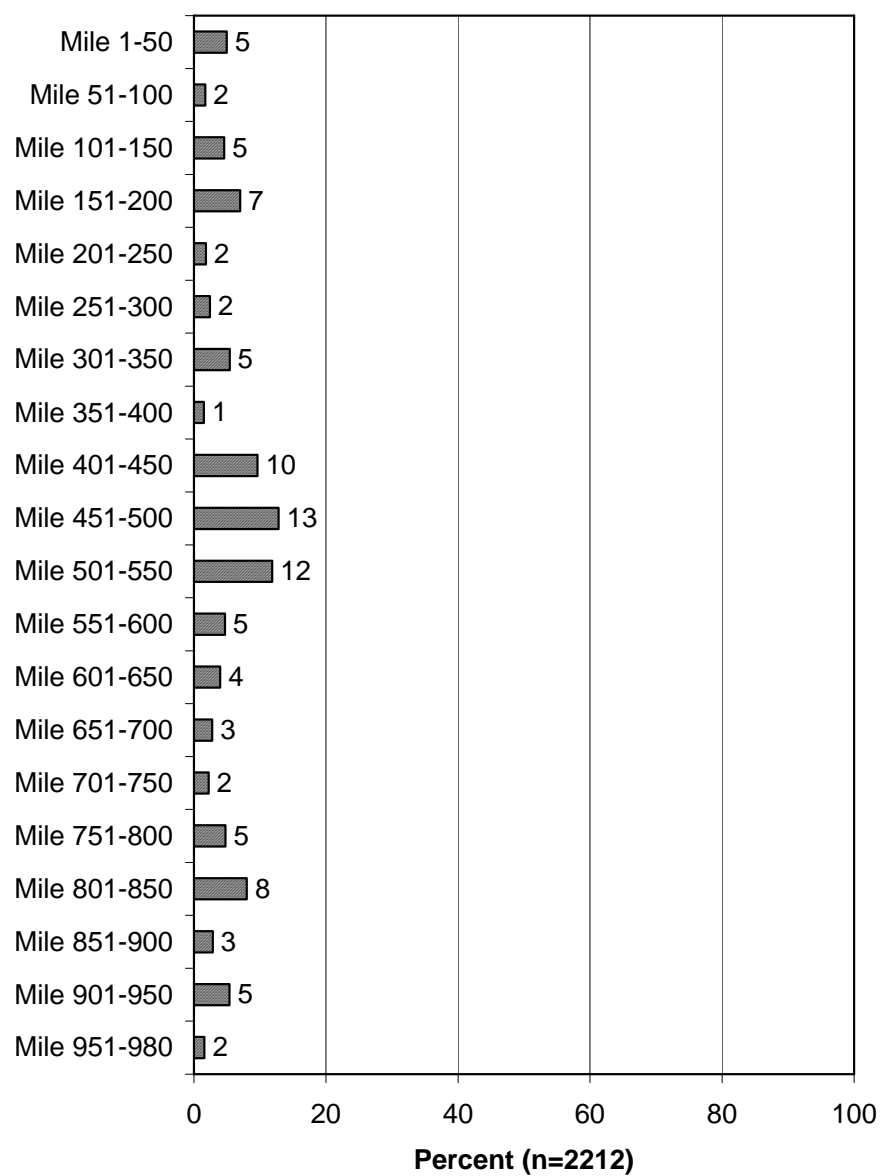 Mile 1-50 5
Mile 51-100 2
Mile 101-150 5
Mile 151-200 7
Mile 201-250 2
Mile 251-300 2
Mile 301-350 5
Mile 351-400 1
Mile 401-450 10
Mile 451-500 13
Mile 501-550 12
Mile 551-600 5
Mile 601-650 4
Mile 651-700 3
Mile 701-750 2
Mile 751-800 5
Mile 801-850 8
Mile 851-900 3
Mile 901-950 5
Mile 951-980 2
0 20 40 60 80 100
Percent (n=2212)